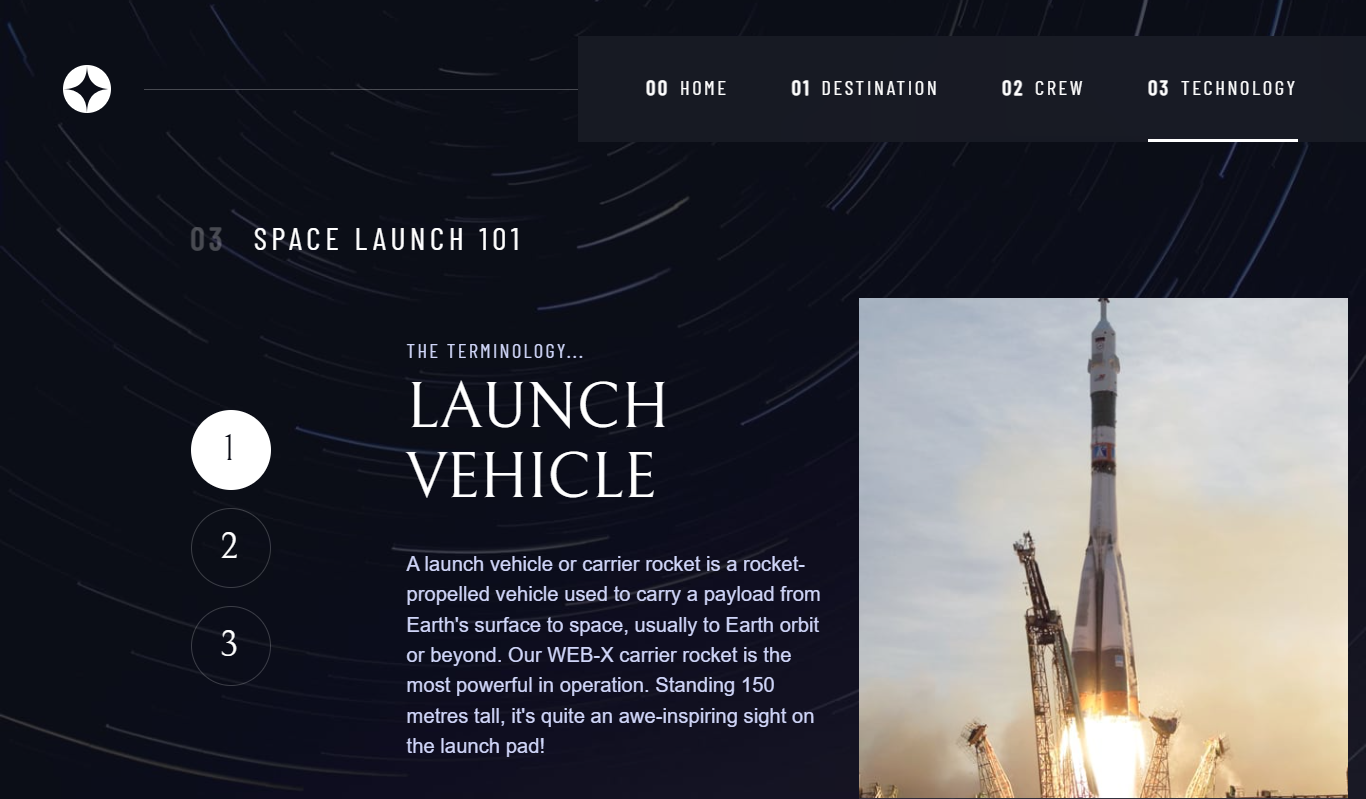 00 HOME 01 DESTINATION 02 CREW 03 TECHNOLOGY
03 SPACE LAUNCH 101
THE TERMINOLOGY...
LAUNCH
VEHICLE
1
2
3
A launch vehicle or carrier rocket is a rocket-
propelled vehicle used to carry a payload from
Earth's surface to space, usually to Earth orbit
or beyond. Our WEB-X carrier rocket is the
most powerful in operation. Standing 150
metres tall, it's quite an awe-inspiring sight on
the launch pad!